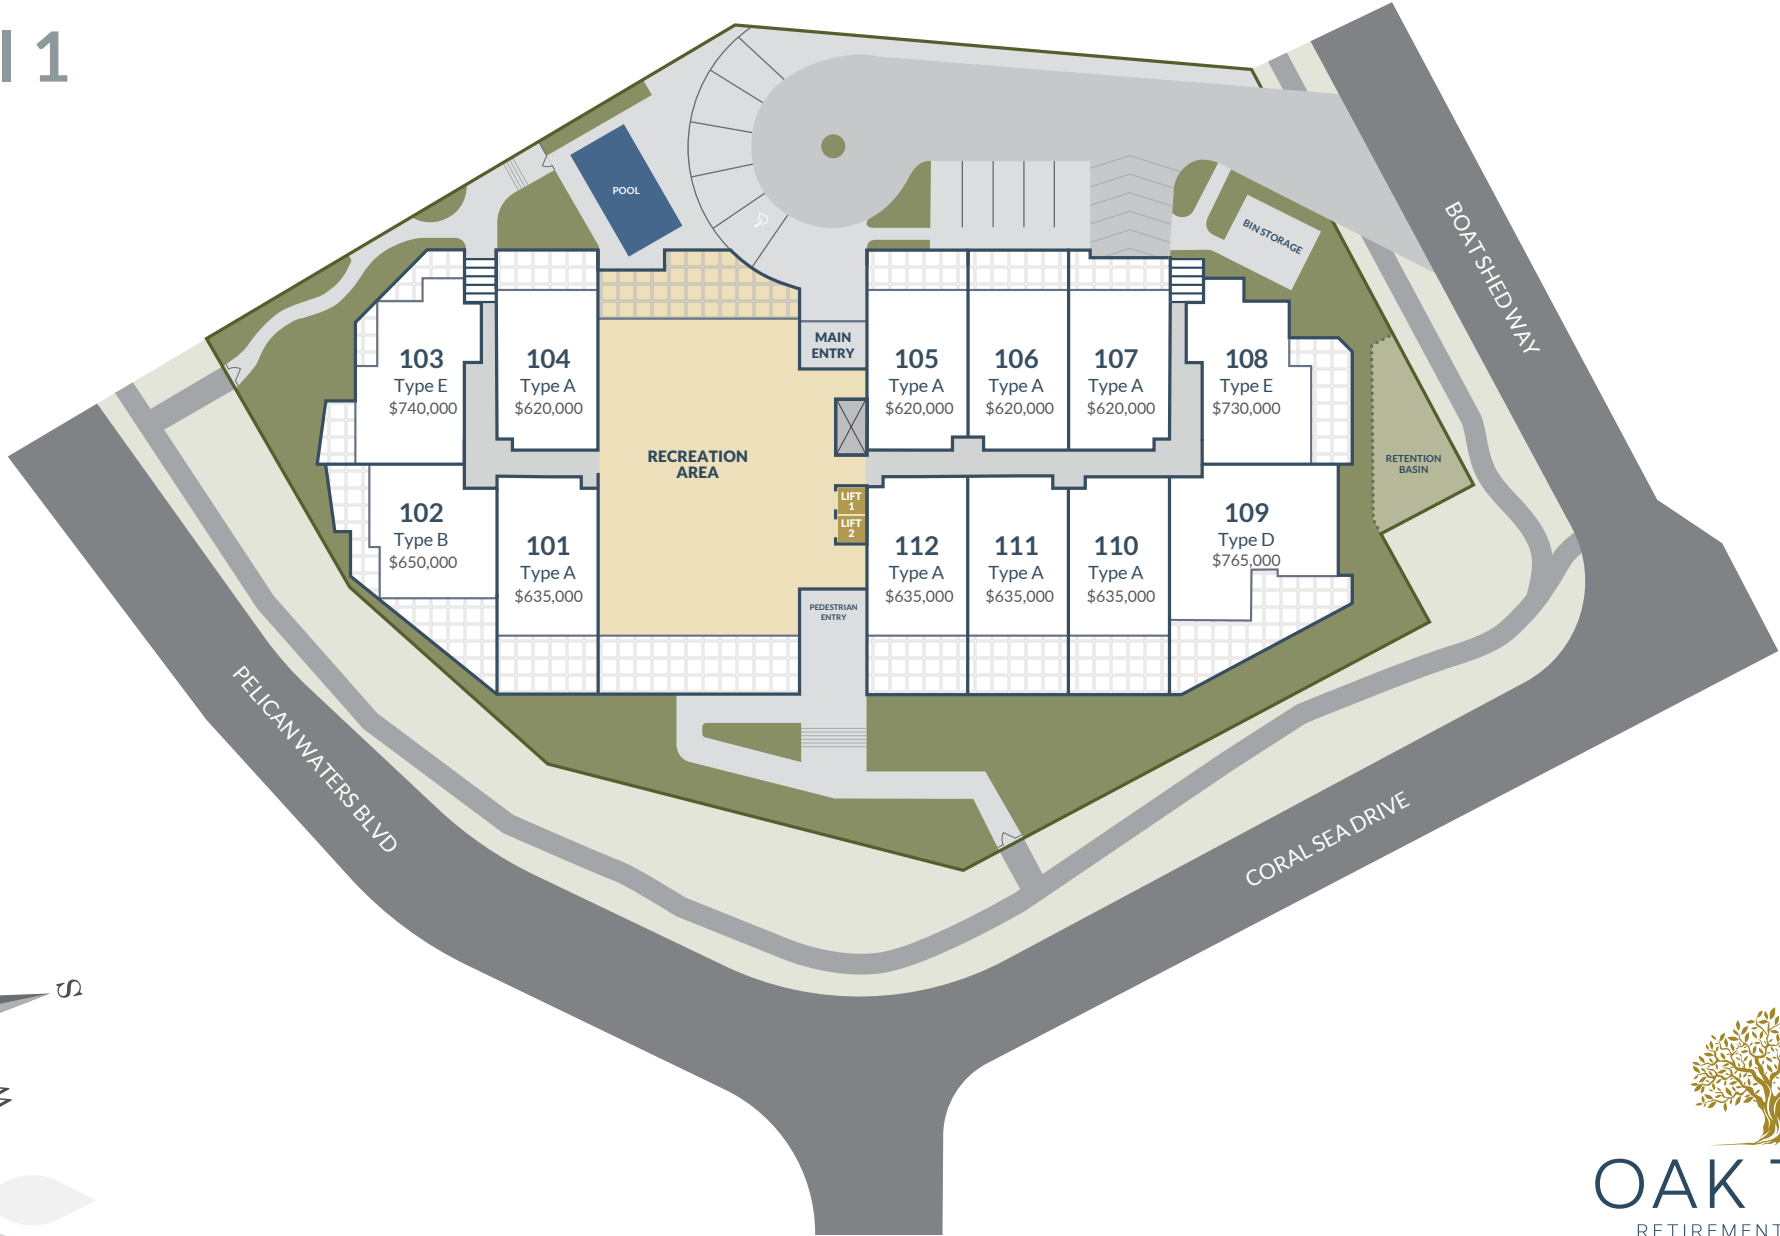 l 1
POOL
BIN STORAGE
BOAT SHED WAY
MAIN
ENTRY
103
Type E
$740,000
104
Type A
$620,000
105
Type A
$620,000
106
Type A
$620,000
107
Type A
$620,000
108
Type E
$730,000
RECREATION
AREA
RETENTION
BASIN
LIFT
1
LIFT
2
102
Type B
$650,000
101
Type A
$635,000
112
Type A
$635,000
111
Type A
$635,000
110
Type A
$635,000
109
Type D
$765,000
PEDESTRIAN
ENTRY
PELICAN WATERS BLVD
CORAL SEA DRIVE
S
OAK T
RETIREMENT